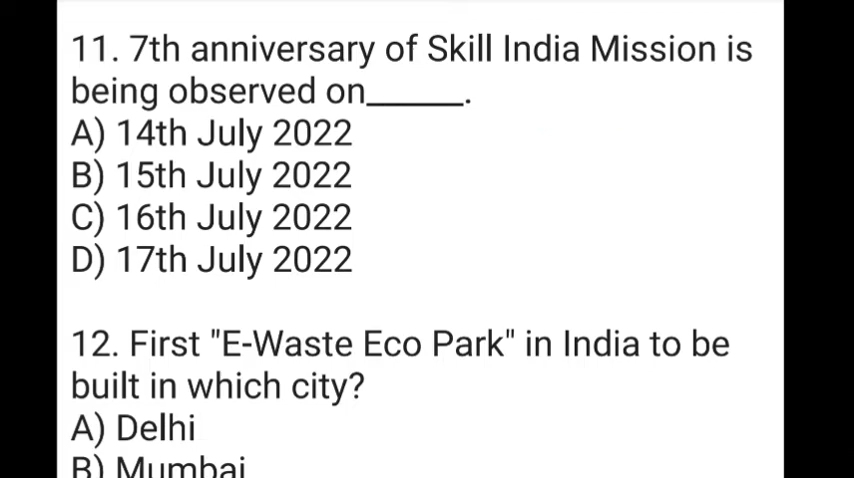 11. 7th anniversary of Skill India Mission is
being observed on______.
A) 14th July 2022
B) 15th July 2022
C) 16th July 2022
D) 17th July 2022
12. First "E-Waste Eco Park" in India to be
built in which city?
A) Delhi
B) Mumbai